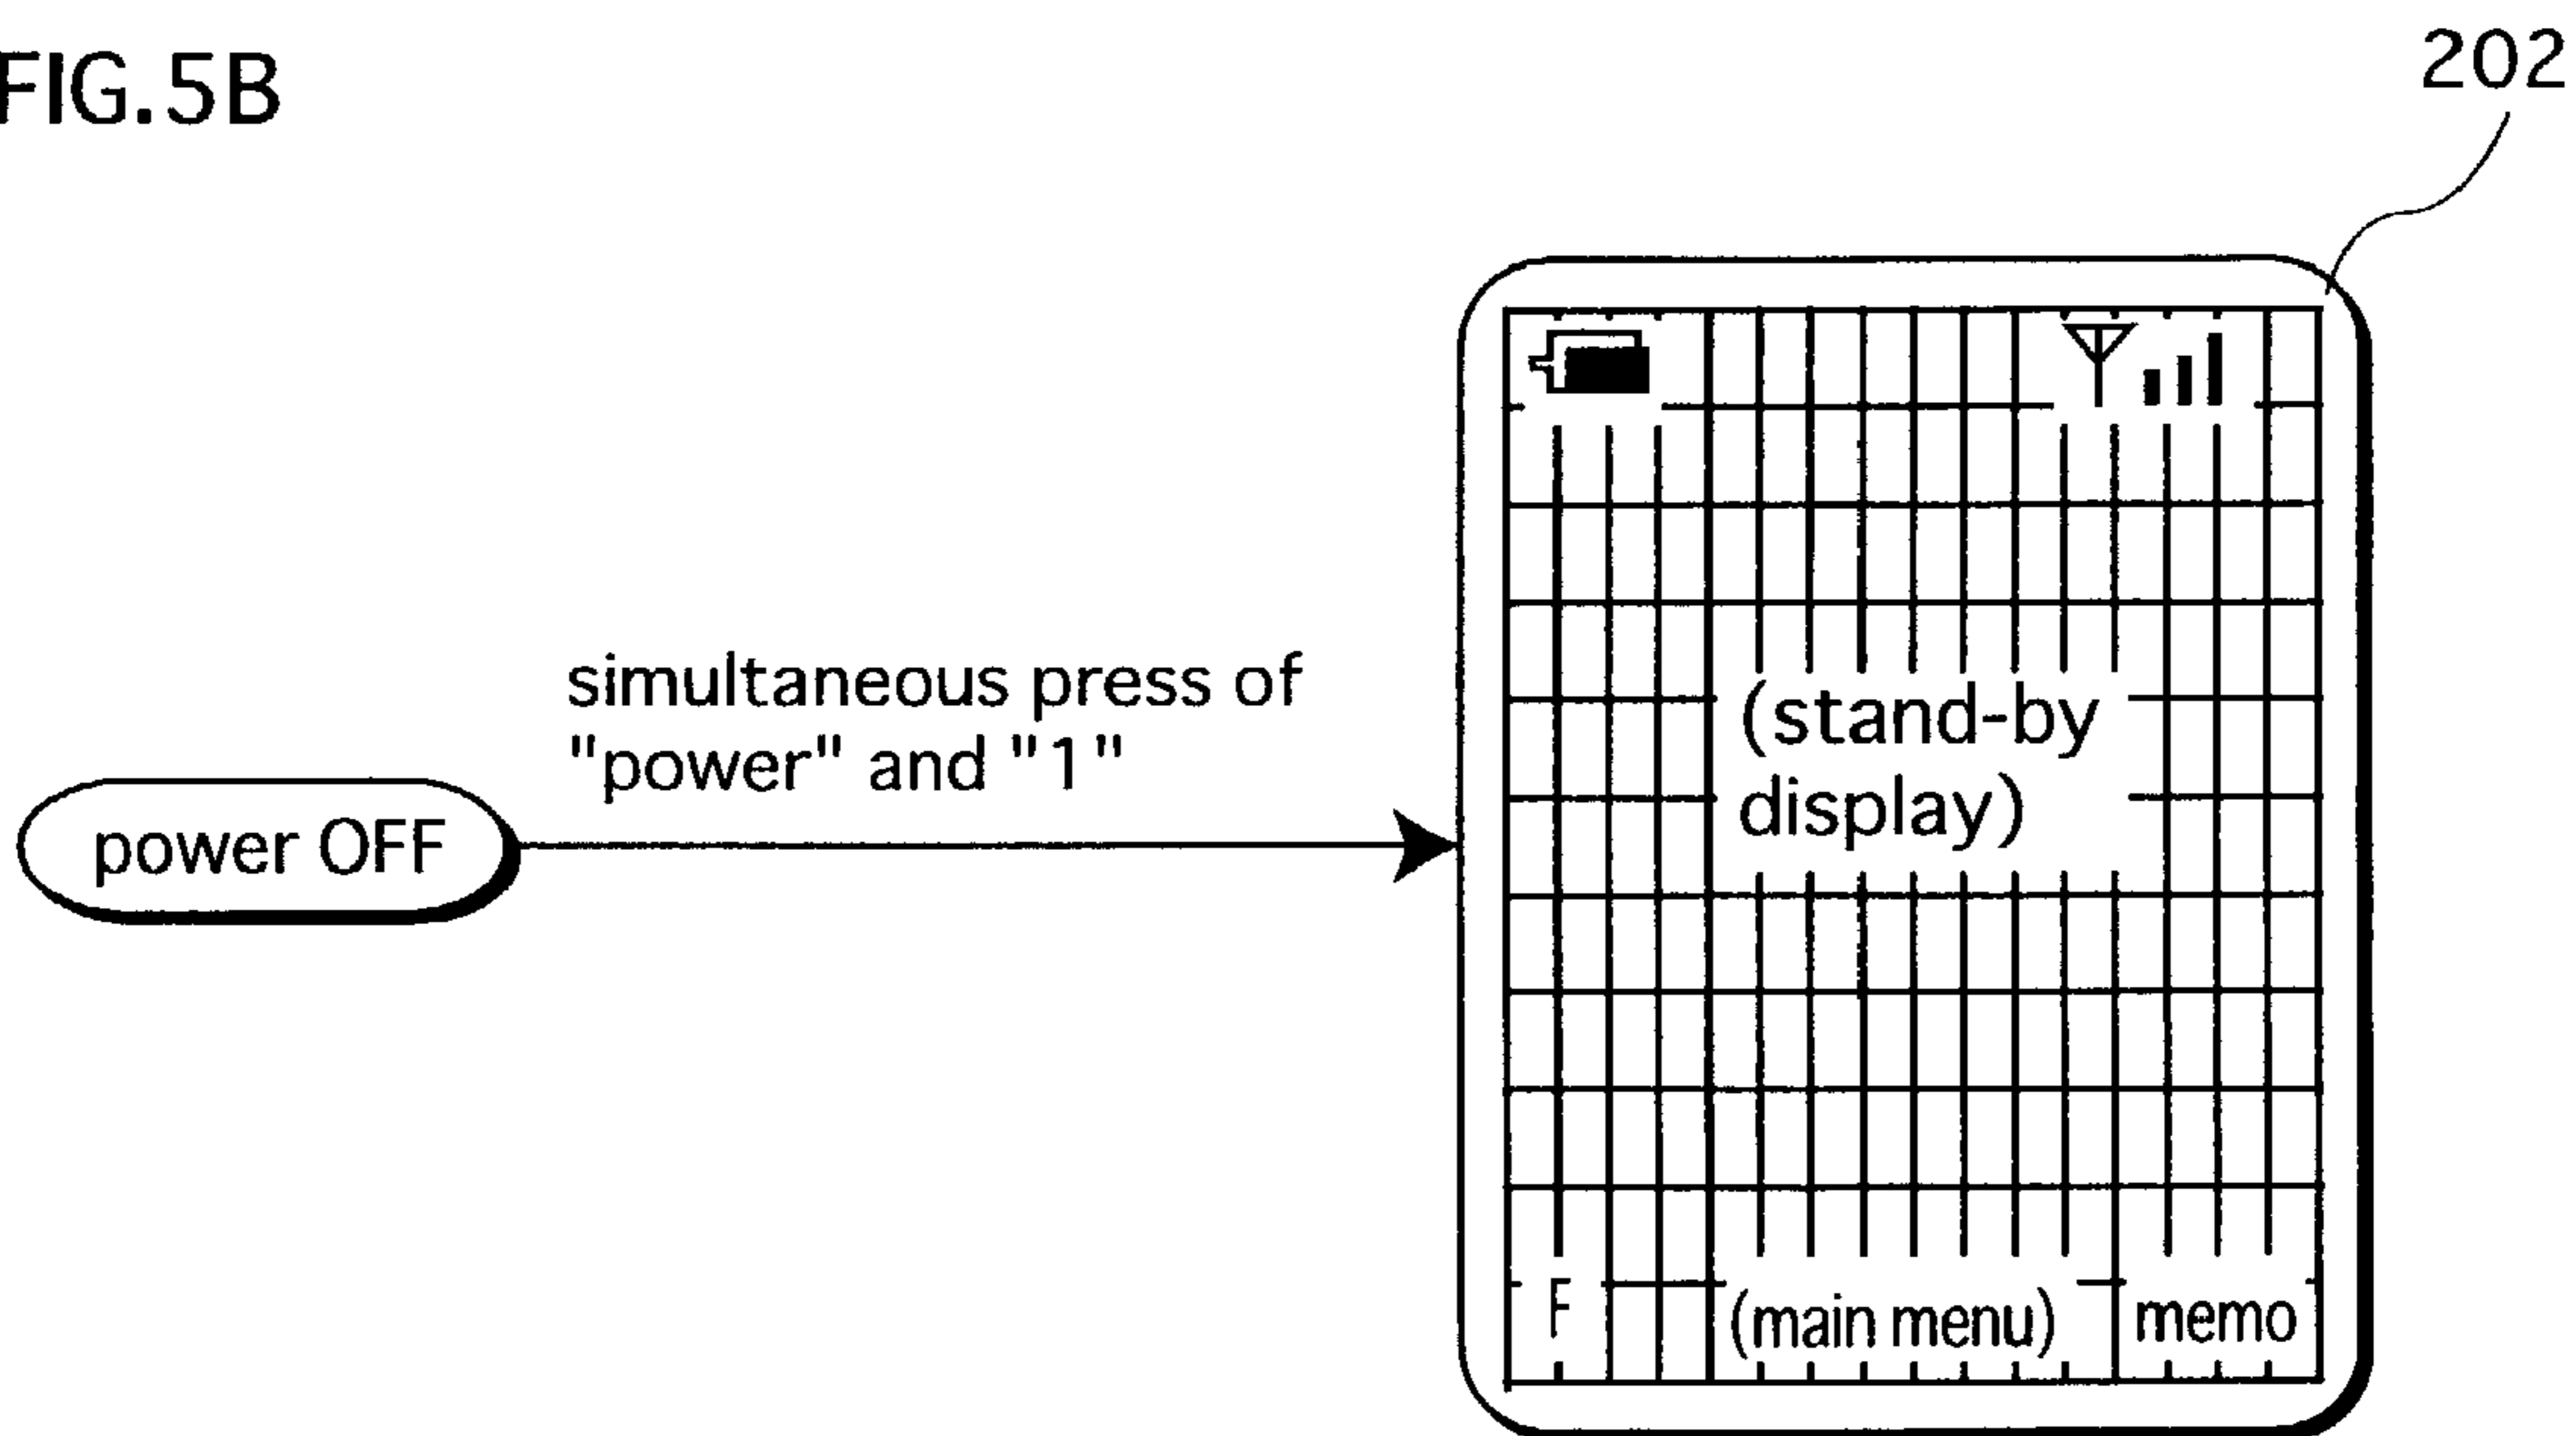 FIG.5B
202
simultaneous press of
"power" and "1"
power OFF
(stand-by
display)
F
(main menu)
memo